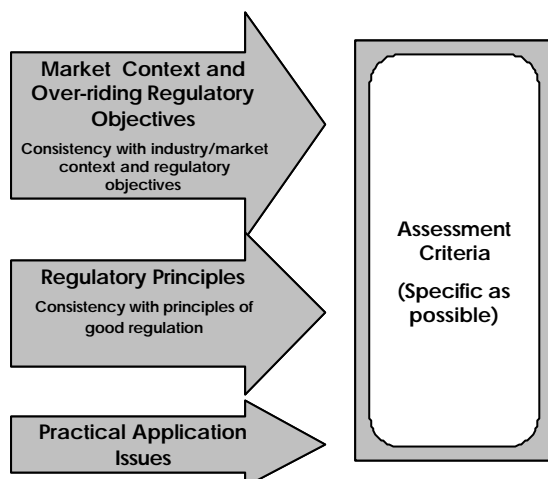 Market Context and
Over-riding Regulatory
Objectives
Consistency with industry/market
context and regulatory
objectives
Regulatory Principles
Consistency with principles of
good regulation
Practical Application
Issues
Assessment
Criteria
(Specific as
possible)